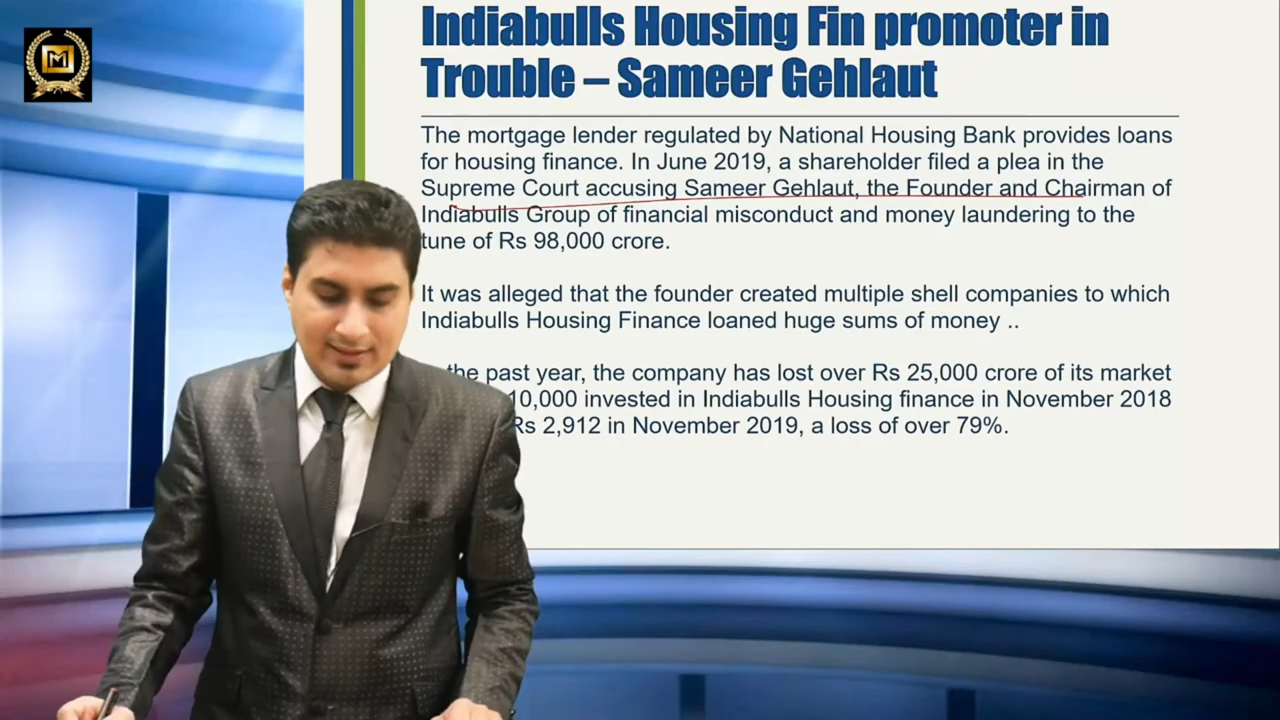 Indiabulls Housing Fin promoter in
Trouble – Sameer Gehlaut
The mortgage lender regulated by National Housing Bank provides loans
for housing finance. In June 2019, a shareholder filed a plea in the
Supreme Court accusing Sameer Gehlaut, the Founder and Chairman of
Indiabulls Group of financial misconduct and money laundering to the
tune of Rs 98,000 crore.
It was alleged that the founder created multiple shell companies to which
Indiabulls Housing Finance loaned huge sums of money ..
the past year, the company has lost over Rs 25,000 crore of its market
10,000 invested in Indiabulls Housing finance in November 2018
Rs 2,912 in November 2019, a loss of over 79%.